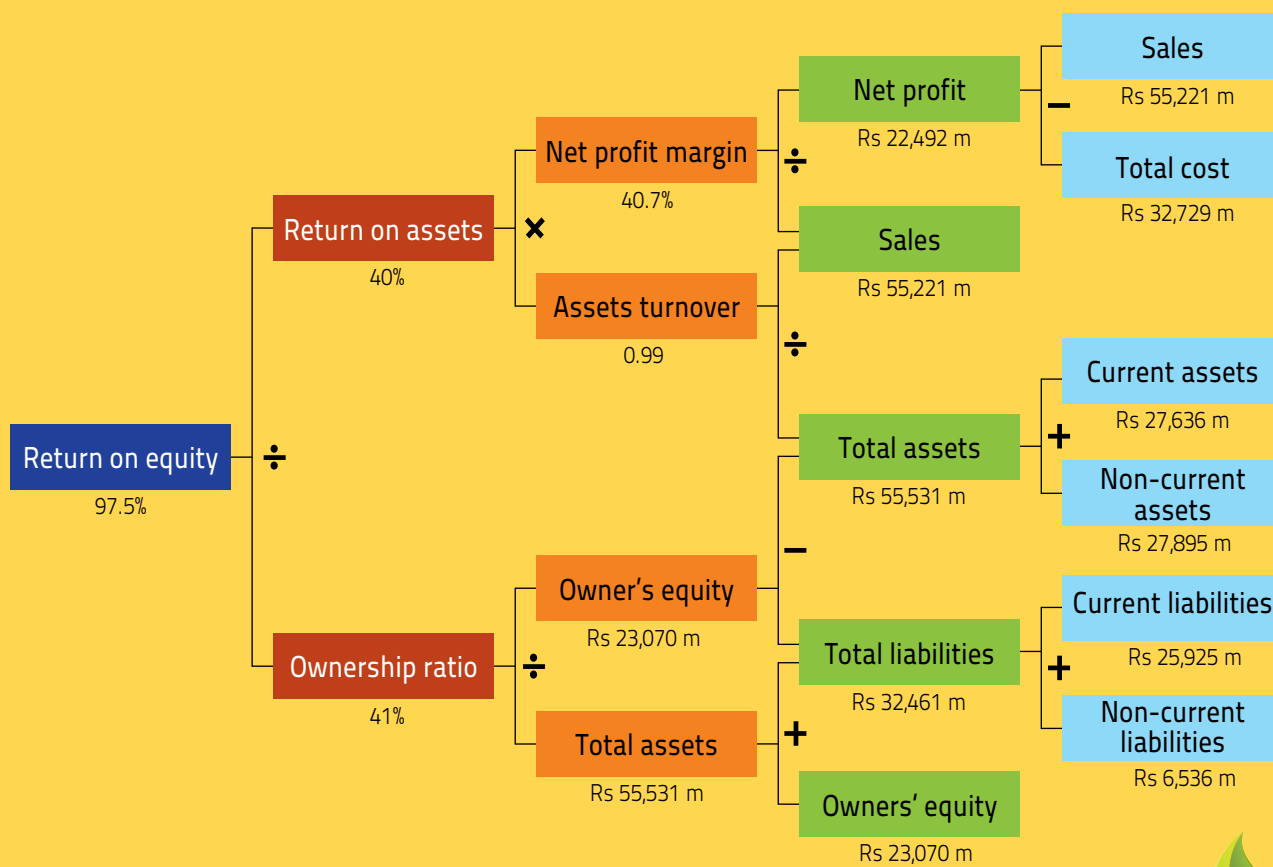 Return on equity
÷
97.5%
Return on assets
40%
÷
Ownership ratio
41%
Net profit margin
40.7%
×
Assets turnover
0.99
Owner's equity
Rs 23,070 m
÷
Total assets
Rs 55,531 m
Net profit
Rs 22,492 m
÷
Sales
Rs 55,221 m
÷
Total assets
Rs 55,531 m
−
Total liabilities
Rs 32,461 m
+
Owners' equity
Rs 23,070 m
Sales
Rs 55,221 m
−
Total cost
Rs 32,729 m
Current assets
Rs 27,636 m
+
Non-current
assets
Rs 27,895 m
Current liabilities
Rs 25,925 m
+
Non-current
liabilities
Rs 6,536 m